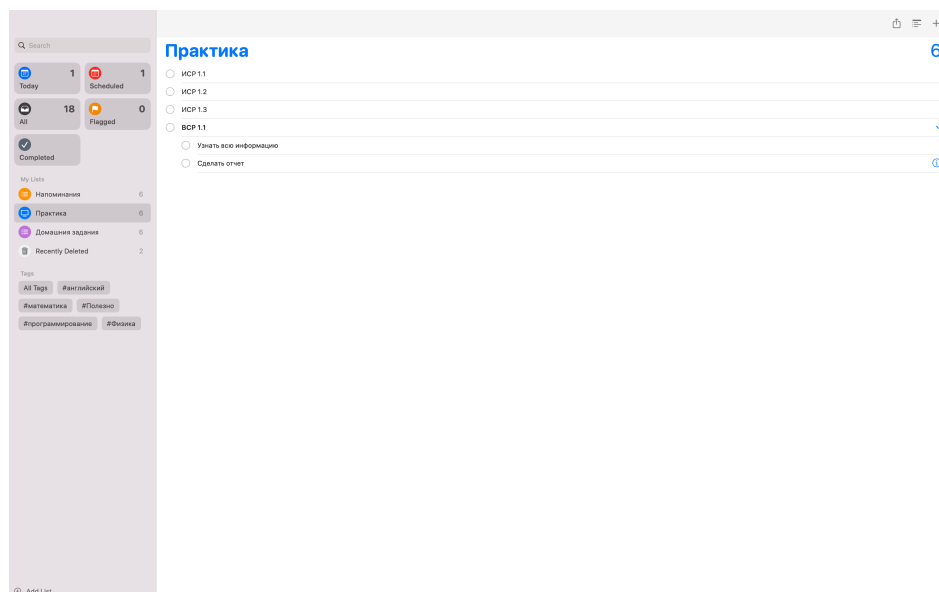 Search
Today 1
Scheduled 1
All 18
Flagged 0
Completed
My Lists
Напоминания 6
Практика 6
Домашния задания 6
Recently Deleted 2
Tags
All Tags #английский
#математика #Полезно
#программирование #Физика
Add List
Практика 6
ИСР 1.1
ИСР 1.2
ИСР 1.3
ВСР 1.1
Узнать всю информацию
Сделать отчет